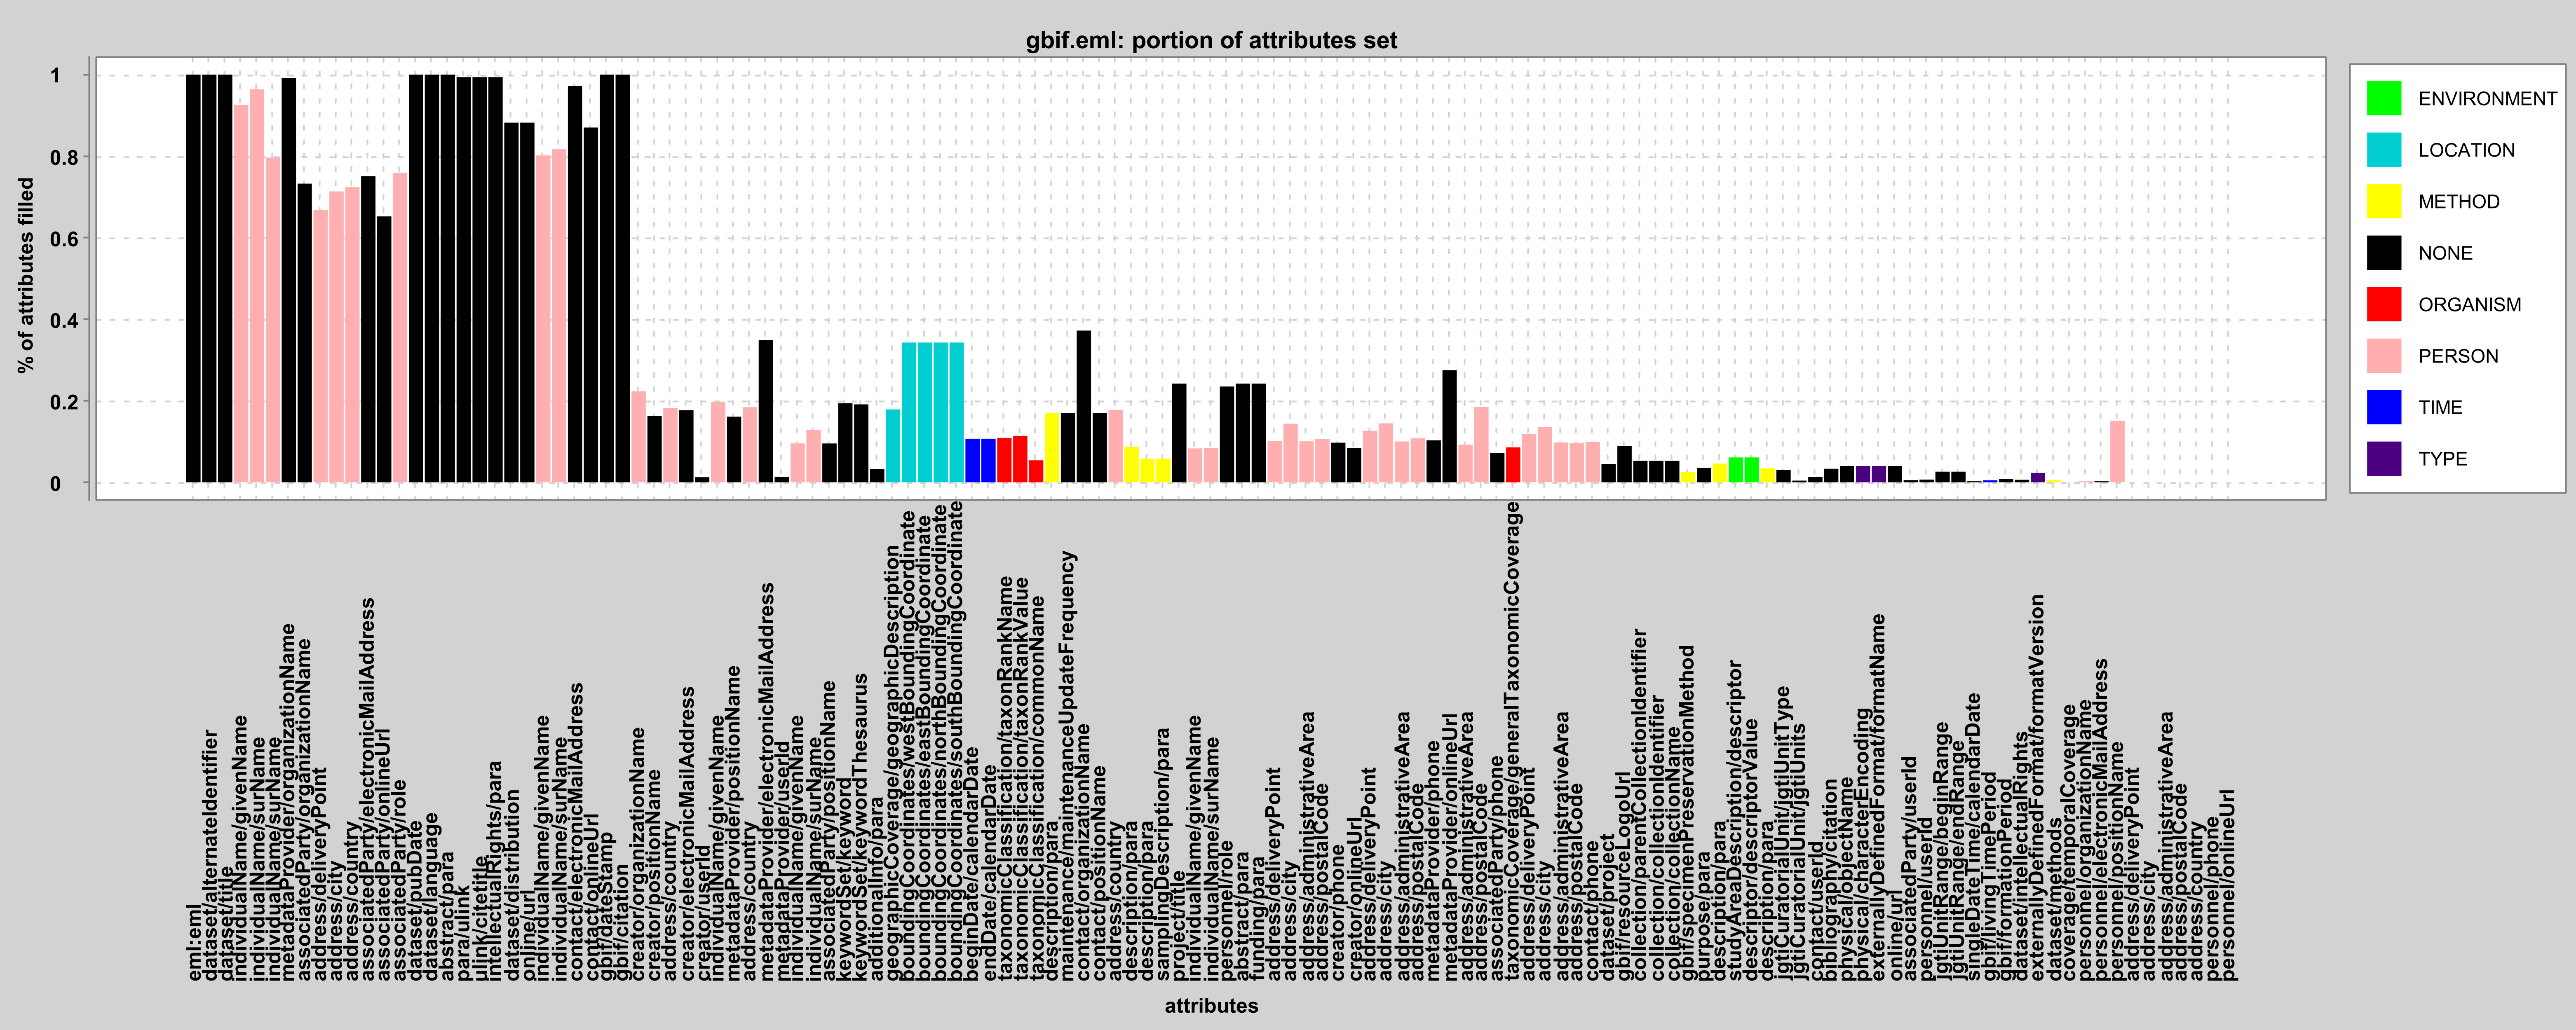 gbif.eml: portion of attributes set
% of attributes filled
1
0.8
0.6
0.4
0.2
0
ENVIRONMENT
LOCATION
METHOD
NONE
ORGANISM
PERSON
TIME
TYPE
eml:eml
dataset/alternateIdentifier
dataset/title
individualName/givenName
individualName/surName
individualName/surName
metadataProvider/organizationName
associatedParty/organizationName
address/deliveryPoint
address/city
address/country
associatedParty/electronicMailAddress
associatedParty/onlineUrl
associatedParty/role
dataset/pubDate
dataset/language
abstract/para
para/ulink
ulink/citetitle
intellectualRights/para
dataset/distribution
online/url
individualName/givenName
individualName/surName
contact/electronicMailAddress
contact/onlineUrl
gbif/dateStamp
gbif/citation
creator/organizationName
creator/positionName
address/country
creator/electronicMailAddress
creator/userId
individualName/givenName
metadataProvider/positionName
address/country
metadataProvider/electronicMailAddress
metadataProvider/userId
individualName/givenName
individualName/surName
associatedParty/positionName
keywordSet/keyword
keywordSet/keywordThesaurus
additionalInfo/para
geographicCoverage/geographicDescription
boundingCoordinates/westBoundingCoordinate
boundingCoordinates/eastBoundingCoordinate
boundingCoordinates/northBoundingCoordinate
boundingCoordinates/southBoundingCoordinate
beginDate/calendarDate
endDate/calendarDate
taxonomicClassification/taxonRankName
taxonomicClassification/taxonRankValue
taxonomicClassification/commonName
description/para
maintenance/maintenanceUpdateFrequency
contact/organizationName
contact/positionName
address/country
description/para
description/para
samplingDescription/para
project/title
individualName/givenName
individualName/surName
personnel/role
abstract/para
funding/para
address/deliveryPoint
address/city
address/administrativeArea
address/postalCode
creator/phone
creator/onlineUrl
address/deliveryPoint
address/city
address/administrativeArea
address/postalCode
metadataProvider/phone
metadataProvider/onlineUrl
address/administrativeArea
address/postalCode
associatedParty/phone
taxonomicCoverage/generalTaxonomicCoverage
address/deliveryPoint
address/city
address/administrativeArea
address/postalCode
contact/phone
dataset/project
gbif/resourceLogoUrl
collection/parentCollectionIdentifier
collection/collectionIdentifier
collection/collectionName
gbif/specimenPreservationMethod
purpose/para
description/para
studyAreaDescription/descriptor
descriptor/descriptorValue
description/para
jgtiCuratorialUnit/jgtiUnitType
jgtiCuratorialUnit/jgtiUnits
contact/userId
bibliography/citation
physical/objectName
physical/characterEncoding
externallyDefinedFormat/formatName
online/url
associatedParty/userId
personnel/userId
jgtiUnitRange/beginRange
jgtiUnitRange/endRange
singleDateTime/calendarDate
gbif/livingTimePeriod
gbif/formationPeriod
dataset/intellectualRights
externallyDefinedFormat/formatVersion
dataset/methods
coverage/temporalCoverage
personnel/organizationName
personnel/electronicMailAddress
personnel/positionName
address/deliveryPoint
address/city
address/administrativeArea
address/postalCode
address/country
personnel/phone
personnel/onlineUrl
attributes